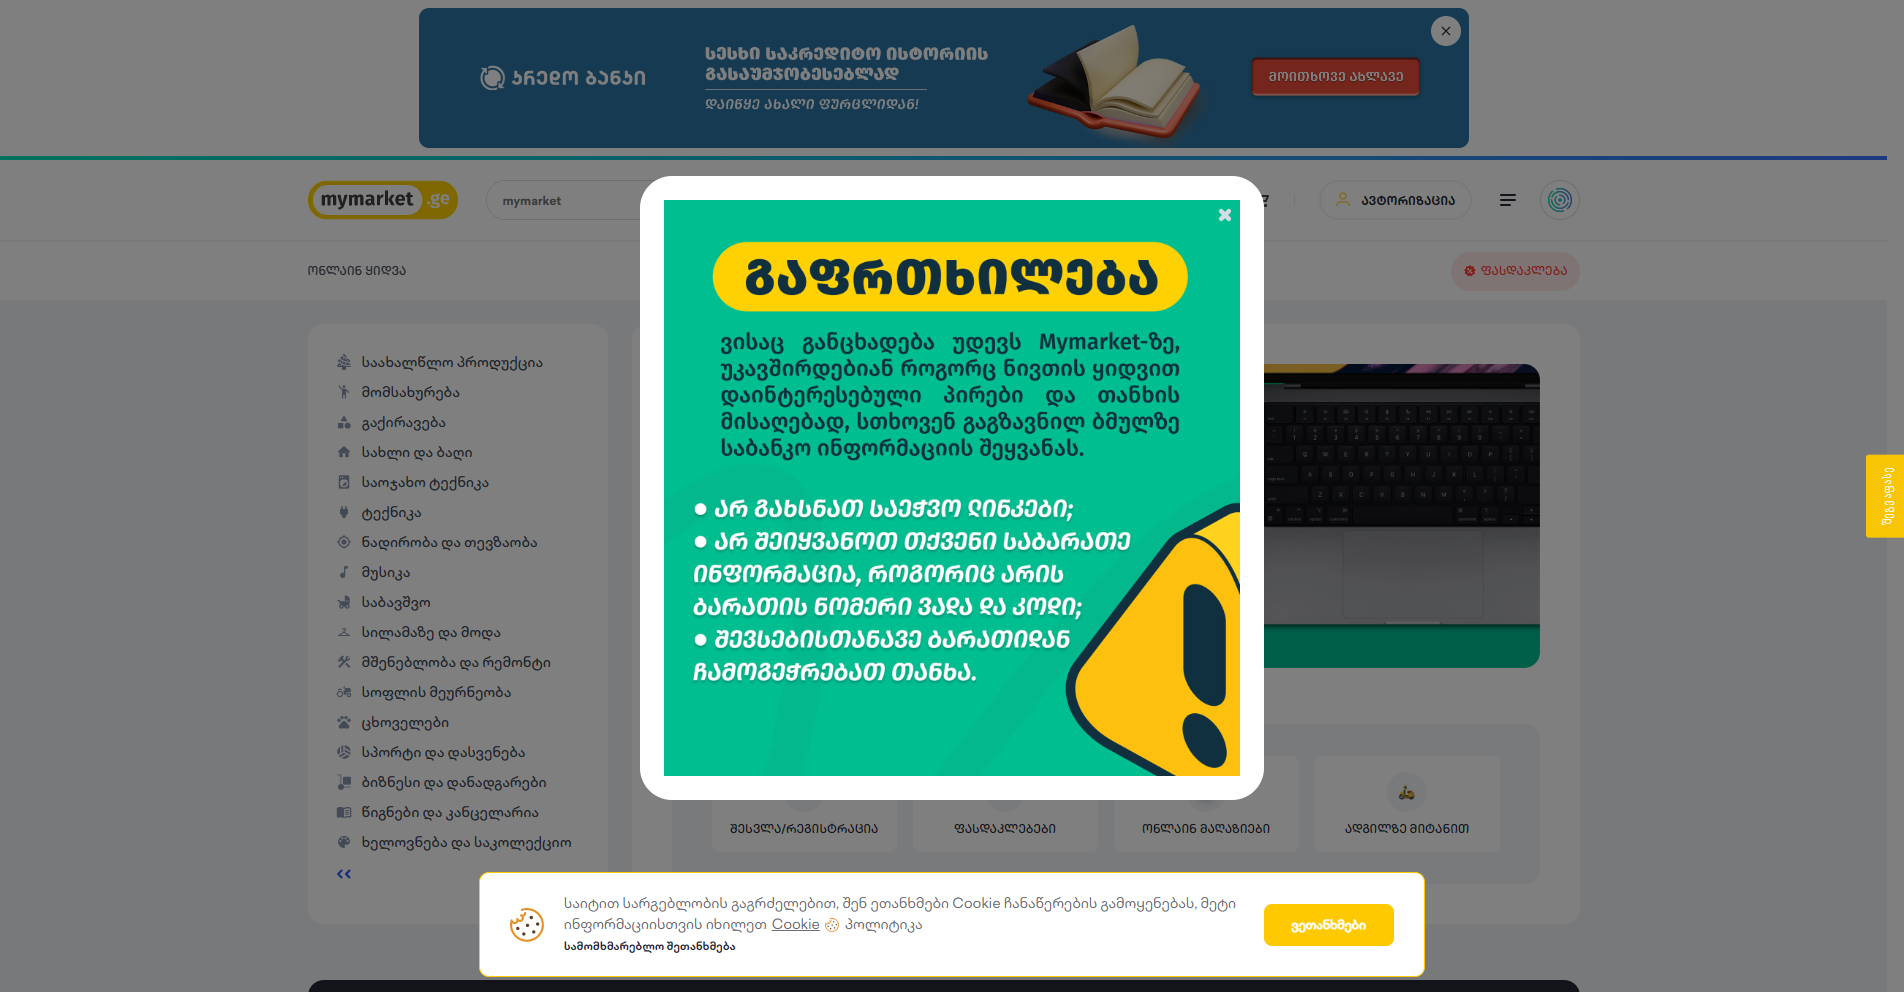 კრედო ბანკი
სესხი საკრედიტო ისტორიის
გასაუმჯობესებლად
დაიწყე ახალი ფურცლიდან!
მოითხოვე ახლავე
mymarket .ge
mymarket
ავტორიზაცია
ონლაინ ყიდვა
ფასდაკლება
საახალწლო პროდუქცია
მომსახურება
გაქირავება
სახლი და ბაღი
საოჯახო ტექნიკა
ტექნიკა
ნადირობა და თევზაობა
მუსიკა
საბავშვო
სილამაზე და მოდა
მშენებლობა და რემონტი
სოფლის მეურნეობა
ცხოველები
სპორტი და დასვენება
ბიზნესი და დანადგარები
წიგნები და კანცელარია
ხელოვნება და საკოლექციო
გაფრთხილება
ვისაც განცხადება უდევს Mymarket-ზე,
უკავშირდებიან როგორც ნივთის ყიდვით
დაინტერესებული პირები და თანხის
მისაღებად, სთხოვენ გაგზავნილ ბმულზე
საბანკო ინფორმაციის შეყვანას.
● არ გახსნათ საეჭვო ლინკები;
● არ შეიყვანოთ თქვენი საბარათე
ინფორმაცია, როგორიც არის
ბარათის ნომერი ვადა და კოდი;
● შევსებისთანავე ბარათიდან
ჩამოგეჭრებათ თანხა.
შეგვაფასე
შესვლა/რეგისტრაცია
ფასდაკლებები
ონლაინ მაღაზიები
ადგილზე მიტანით
საიტით სარგებლობის გაგრძელებით, შენ ეთანხმები Cookie ჩანაწერების გამოყენებას, მეტი
ინფორმაციისთვის იხილეთ Cookie პოლიტიკა
სამომხმარებლო შეთანხმება
ვეთანხმები